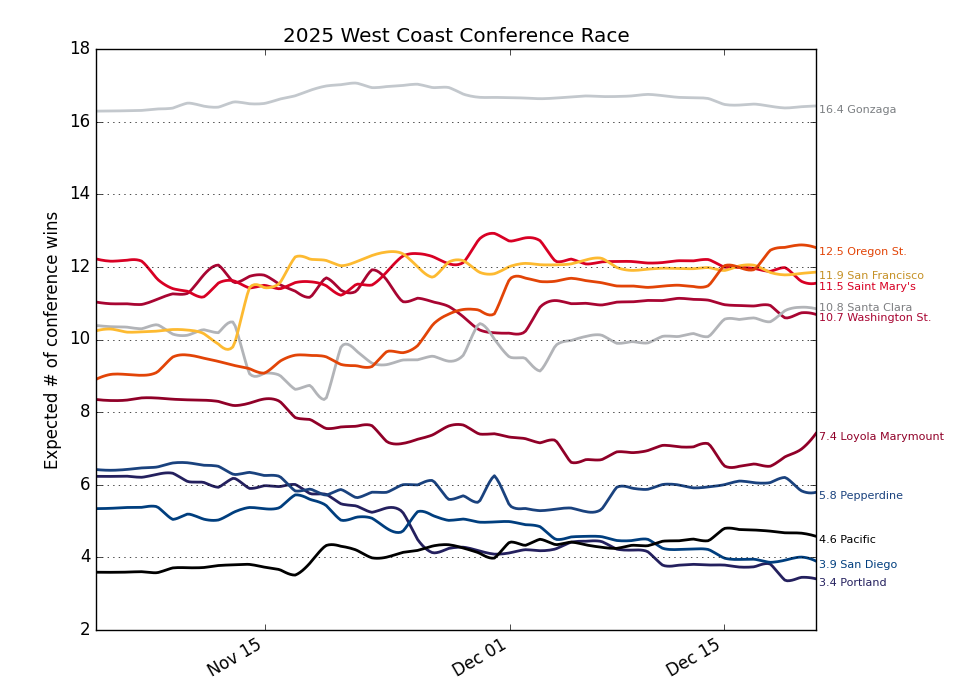 2025 West Coast Conference Race
Expected # of conference wins
18
16
14
12
10
8
6
4
2
Nov 15
Dec 01
Dec 15
16.4 Gonzaga
12.5 Oregon St.
11.9 San Francisco
11.5 Saint Mary's
10.8 Santa Clara
10.7 Washington St.
7.4 Loyola Marymount
5.8 Pepperdine
4.6 Pacific
3.9 San Diego
3.4 Portland